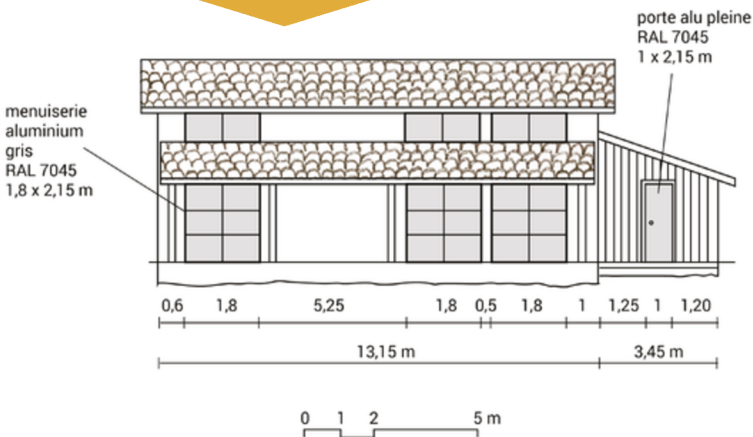 porte alu pleine
RAL 7045
1 x 2,15 m
menuiserie
aluminium
gris
RAL 7045
1,8 x 2,15 m
0,6 1,8 5,25 1,8 0,5 1,8 1 1,25 1 1,20
13,15 m 3,45 m
0 1 2 5 m